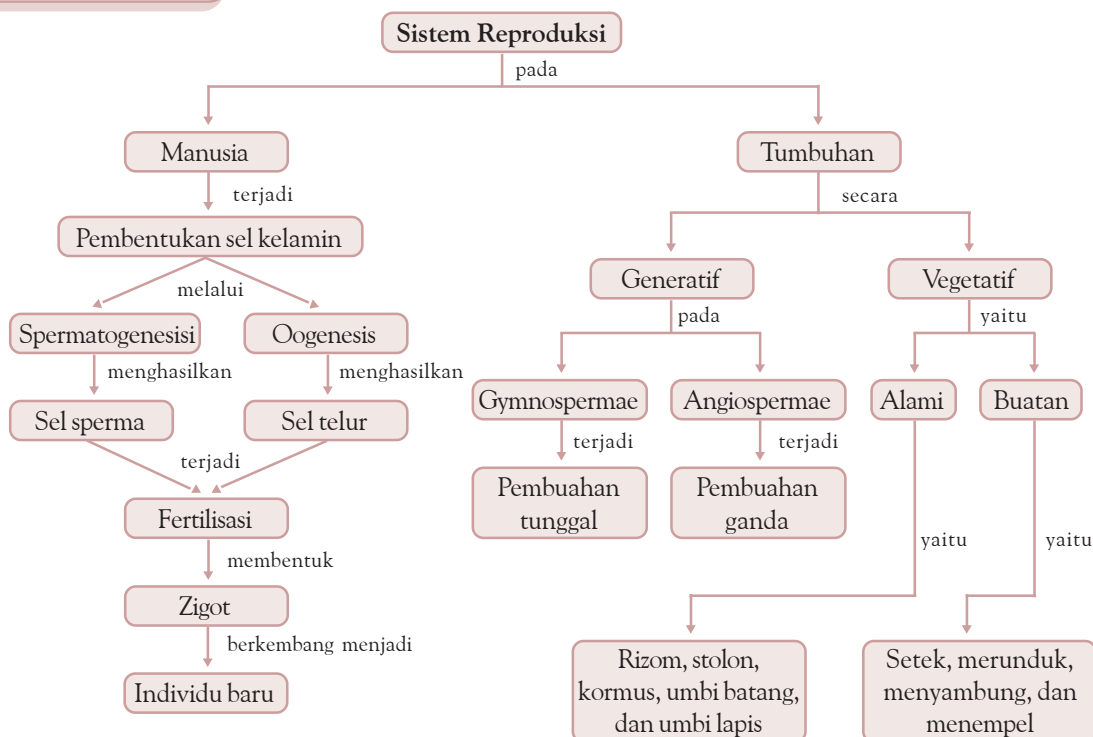 Sistem Reproduksi
pada
Manusia
Tumbuhan
terjadi
secara
Pembentukan sel kelamin
melalui
Generatif
Vegetatif
pada
yaitu
Spermatogenesisi
Oogenesis
menghasilkan
menghasilkan
Gymnospermae
Angiospermae
Alami
Buatan
Sel sperma
Sel telur
terjadi
terjadi
terjadi
Pembuahan
tunggal
Pembuahan
ganda
Fertilisasi
yaitu
yaitu
membentuk
Zigot
berkembang menjadi
Individu baru
Rizom, stolon,
kormus, umbi batang,
dan umbi lapis
Setek, merunduk,
menyambung, dan
menempel